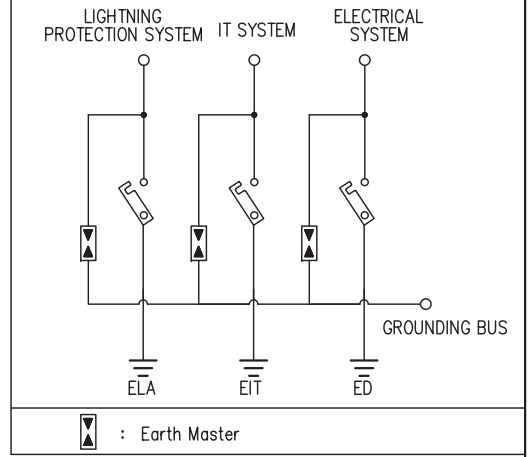 LIGHTNING
PROTECTION SYSTEM
IT SYSTEM
ELECTRICAL
SYSTEM
GROUNDING BUS
ELA
EIT
ED
: Earth Master